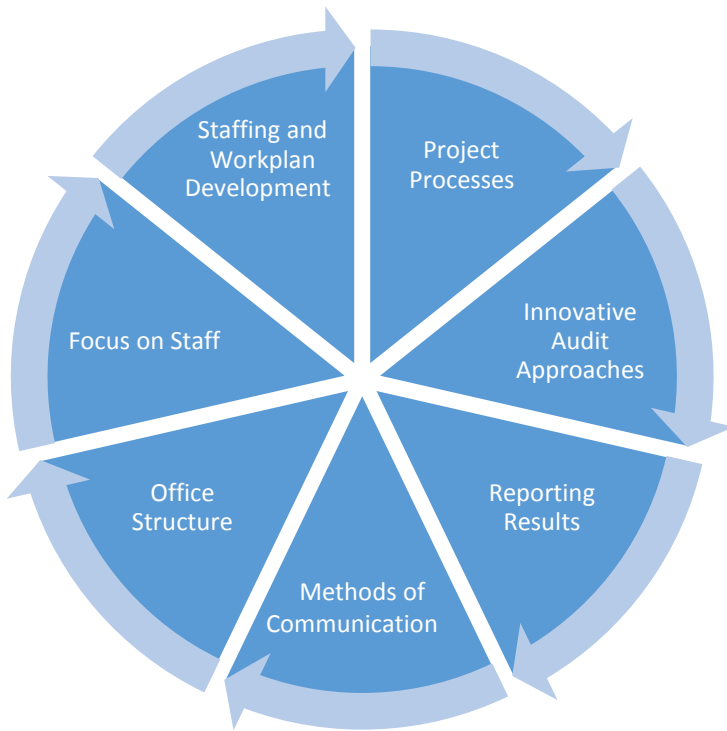 Staffing and
Workplan
Development
Project
Processes
Innovative
Audit
Approaches
Reporting
Results
Methods of
Communication
Office
Structure
Focus on Staff